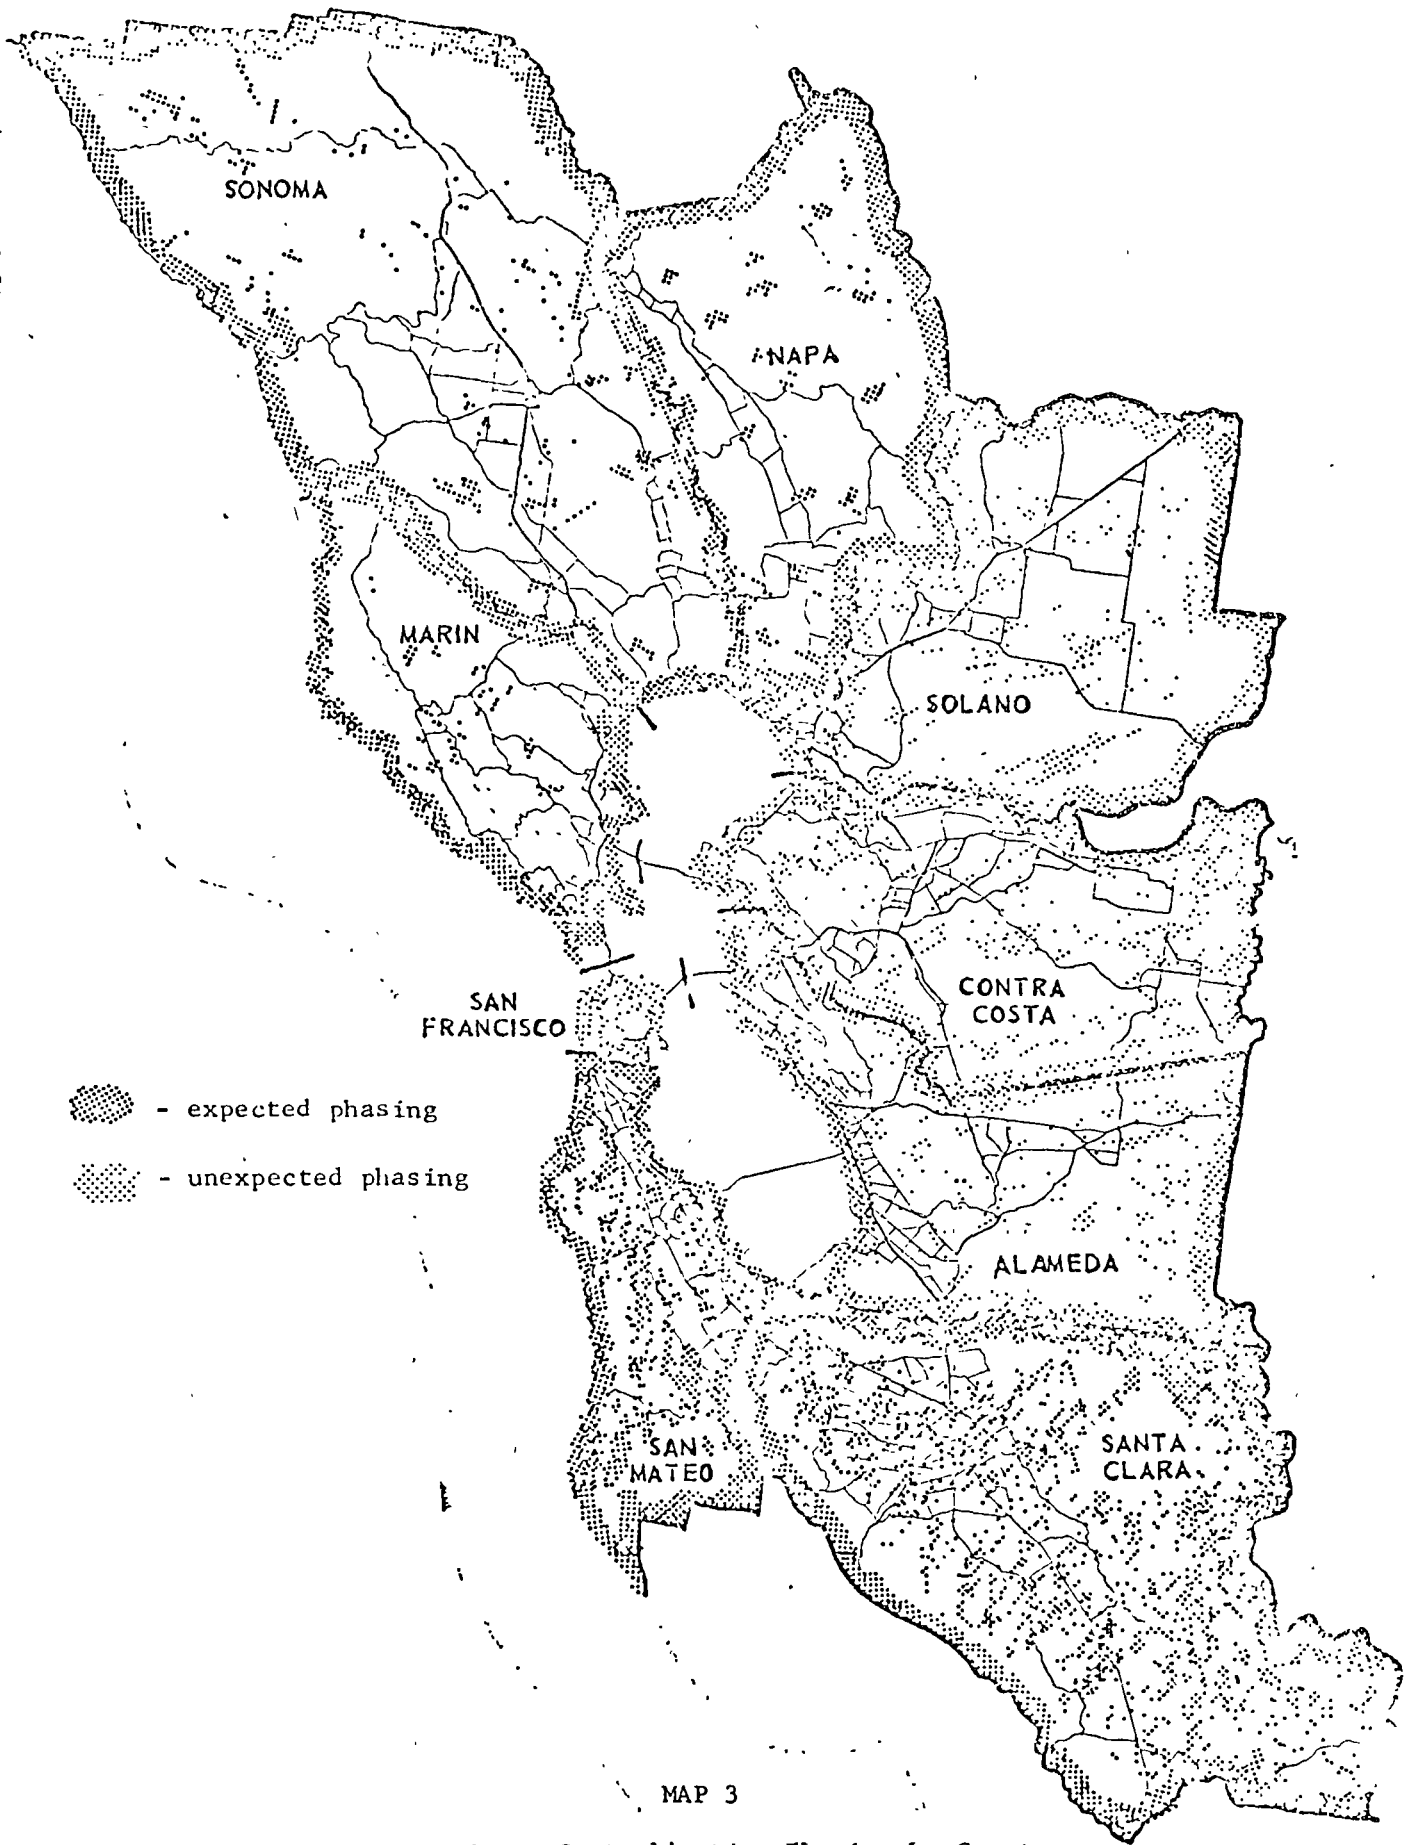 SONOMA
NAPA
MARIN
SOLANO
CONTRA
COSTA
SAN
FRANCISCO
- expected phasing
- unexpected phasing
ALAMEDA
SAN
MATEO
SANTA
CLARA
MAP 3